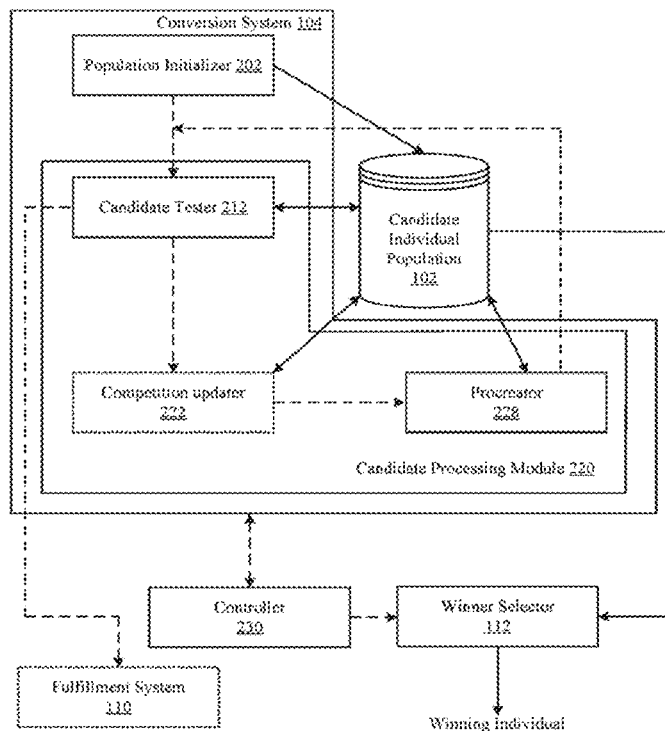 Conversion System 104
Population Initializer 202
Candidate Tester 212
Candidate
Individual
Population
102
Competition updater
222
Procreator
228
Candidate Processing Module 220
Controller
230
Winner Selector
112
Fulfillment System
110
Winning Individual